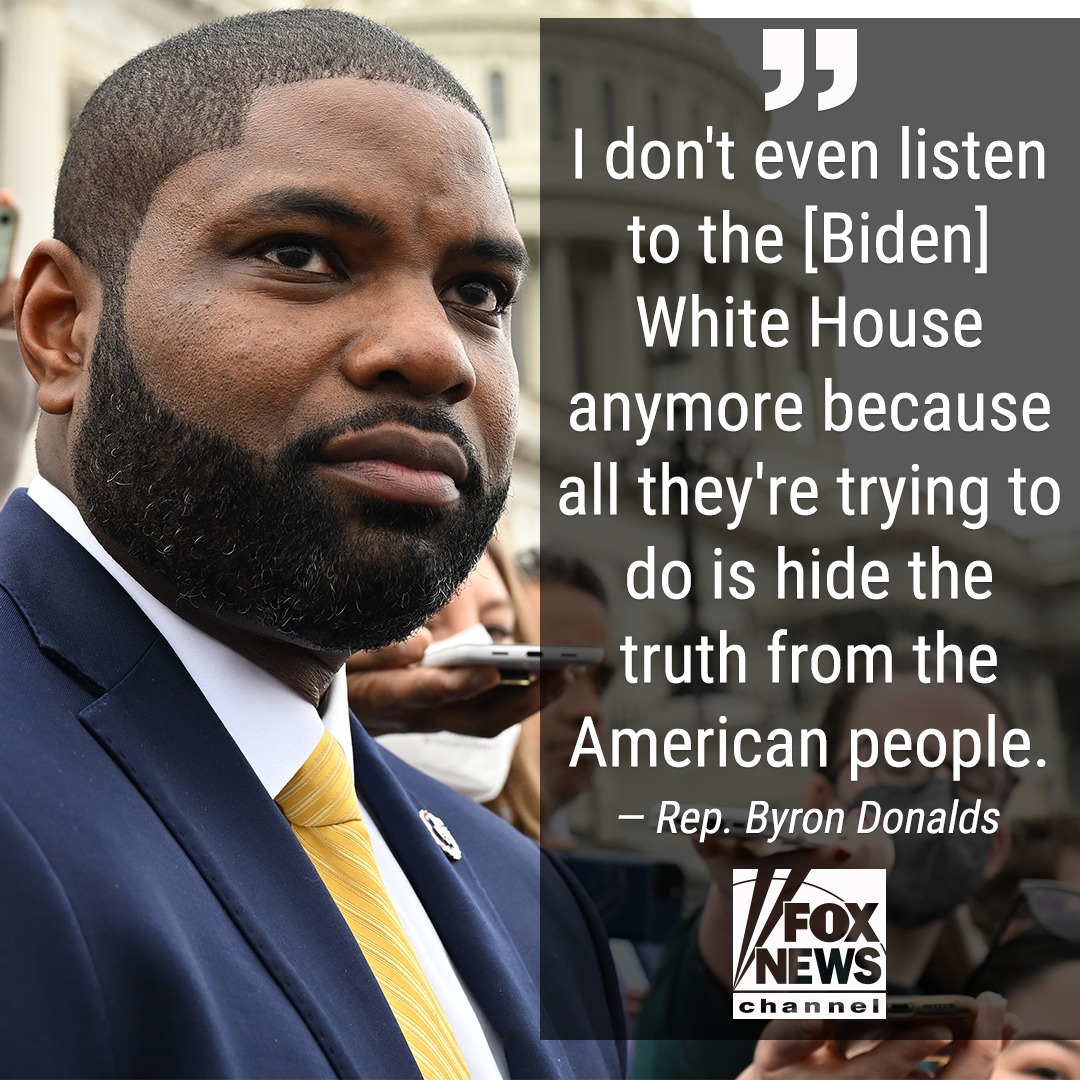 ”
I don't even listen
to the [Biden]
White House
anymore because
all they're trying to
do is hide the
truth from the
American people.
– Rep. Byron Donalds
FOX
NEWS
channel